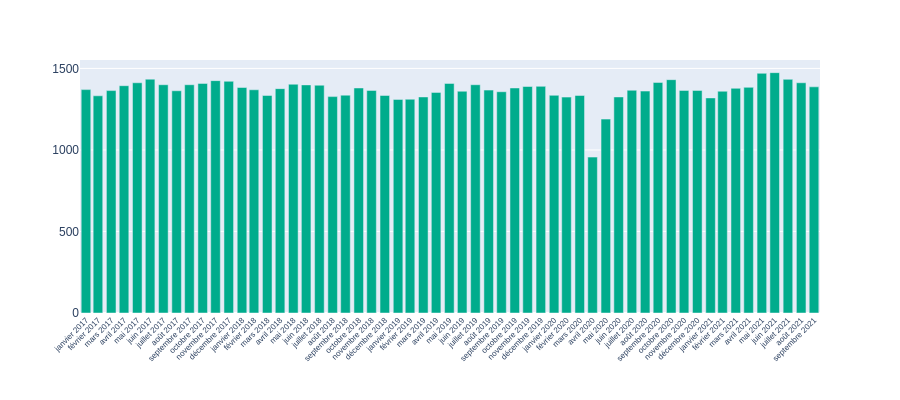 1500
1000
500
0
janvier 2017
février 2017
mars 2017
avril 2017
mai 2017
juin 2017
juillet 2017
août 2017
septembre 2017
octobre 2017
novembre 2017
décembre 2017
janvier 2018
février 2018
mars 2018
avril 2018
mai 2018
juin 2018
juillet 2018
août 2018
septembre 2018
octobre 2018
novembre 2018
décembre 2018
janvier 2019
février 2019
mars 2019
avril 2019
mai 2019
juin 2019
juillet 2019
août 2019
septembre 2019
octobre 2019
novembre 2019
décembre 2019
janvier 2020
février 2020
mars 2020
avril 2020
mai 2020
juin 2020
juillet 2020
août 2020
septembre 2020
octobre 2020
novembre 2020
décembre 2020
janvier 2021
février 2021
mars 2021
avril 2021
mai 2021
juin 2021
juillet 2021
août 2021
septembre 2021